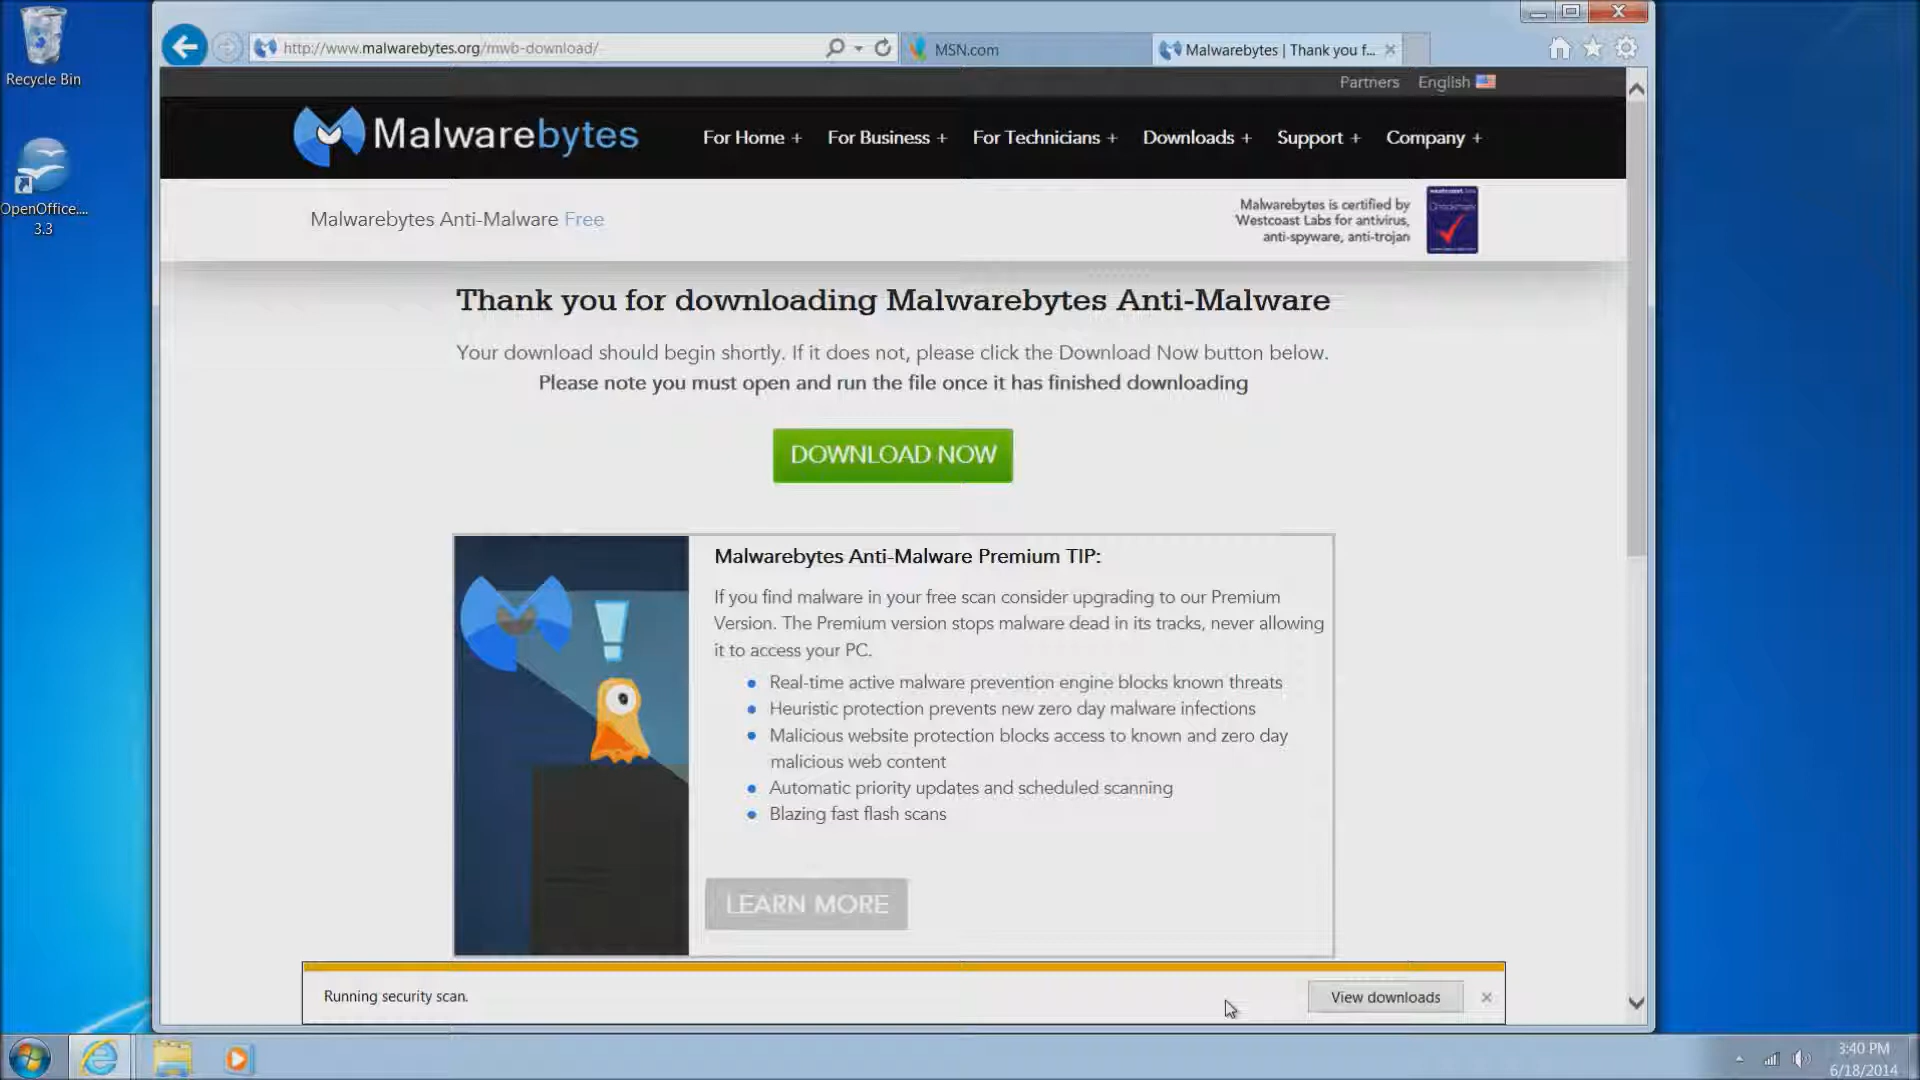 Recycle Bin
OpenOffice....
3.3
http://www.malwarebytes.org/mwb-download/
MSN.com
Malwarebytes | Thank you f...
Partners
English
Malwarebytes
For Home +
For Business +
For Technicians +
Downloads +
Support +
Company +
Malwarebytes Anti-Malware Free
Malwarebytes is certified by
Westcoast Labs for antivirus,
anti-spyware, anti-trojan
Thank you for downloading Malwarebytes Anti-Malware
Your download should begin shortly. If it does not, please click the Download Now button below.
Please note you must open and run the file once it has finished downloading
DOWNLOAD NOW
Malwarebytes Anti-Malware Premium TIP:
If you find malware in your free scan consider upgrading to our Premium
Version. The Premium version stops malware dead in its tracks, never allowing
it to access your PC.
Real-time active malware prevention engine blocks known threats
Heuristic protection prevents new zero day malware infections
Malicious website protection blocks access to known and zero day
malicious web content
Automatic priority updates and scheduled scanning
Blazing fast flash scans
LEARN MORE
Running security scan.
View downloads
3:40 PM
6/18/2014